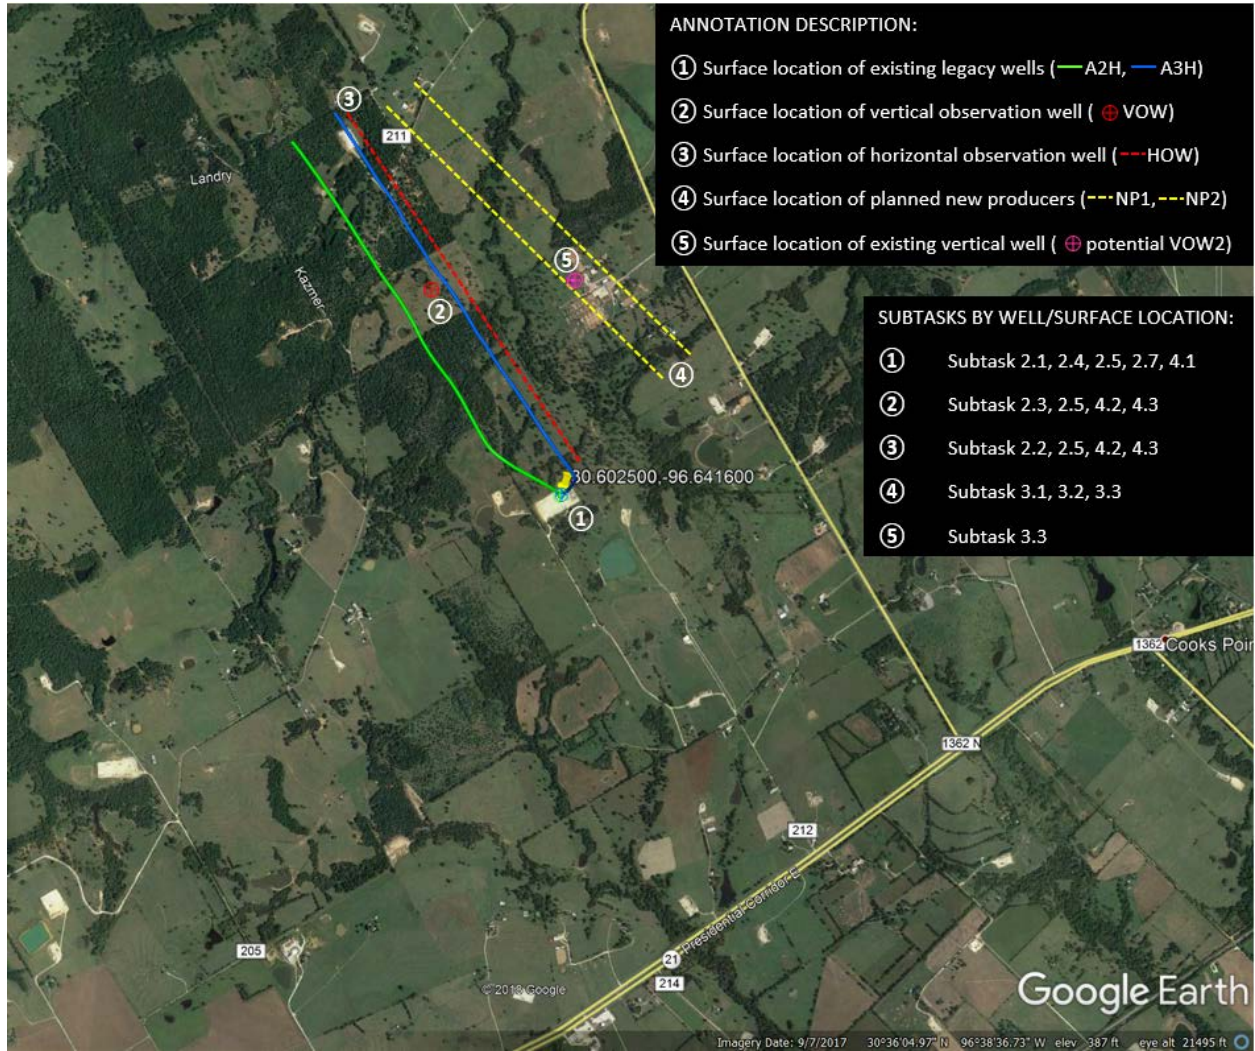 ANNOTATION DESCRIPTION:
① Surface location of existing legacy wells ( A2H, A3H)
② Surface location of vertical observation well ( VOW)
③ Surface location of horizontal observation well ( HOW)
④ Surface location of planned new producers ( NP1, NP2)
⑤ Surface location of existing vertical well ( potential VOW2)
SUBTASKS BY WELL/SURFACE LOCATION:
① Subtask 2.1, 2.4, 2.5, 2.7, 4.1
② Subtask 2.3, 2.5, 4.2, 4.3
③ Subtask 2.2, 2.5, 4.2, 4.3
④ Subtask 3.1, 3.2, 3.3
⑤ Subtask 3.3
③
211
Landry
Kazmer
⑤
②
④
30.602500,-96.641600
①
1362
Cooks Poin
1362 N
212
Presidential Corridor E
205
21
214
© 2018 Google
Google Earth
Imagery Date: 9/7/2017 30°36'04.97" N 96°38'36.73" W elev 387 ft eye alt 21495 ft